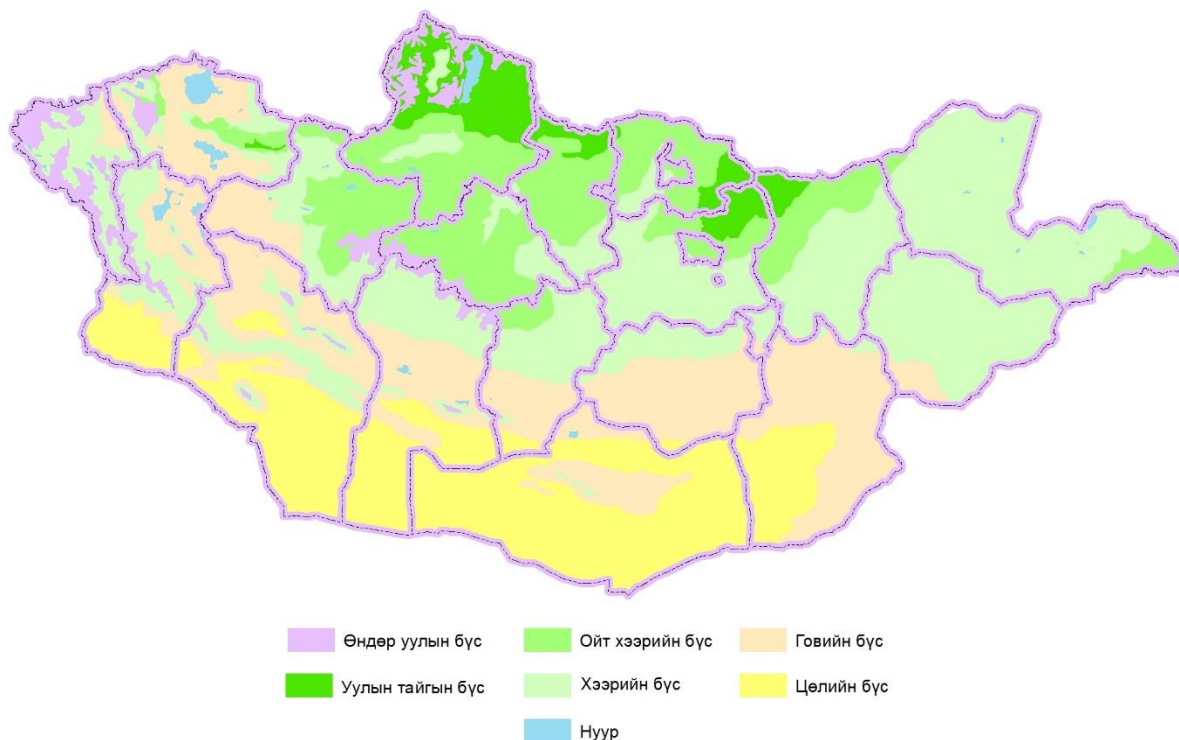 Өндөр уулын бүс
Ойт хээрийн бүс
Говийн бүс
Уулын тайгын бүс
Хээрийн бүс
Цөлийн бүс
Нуур